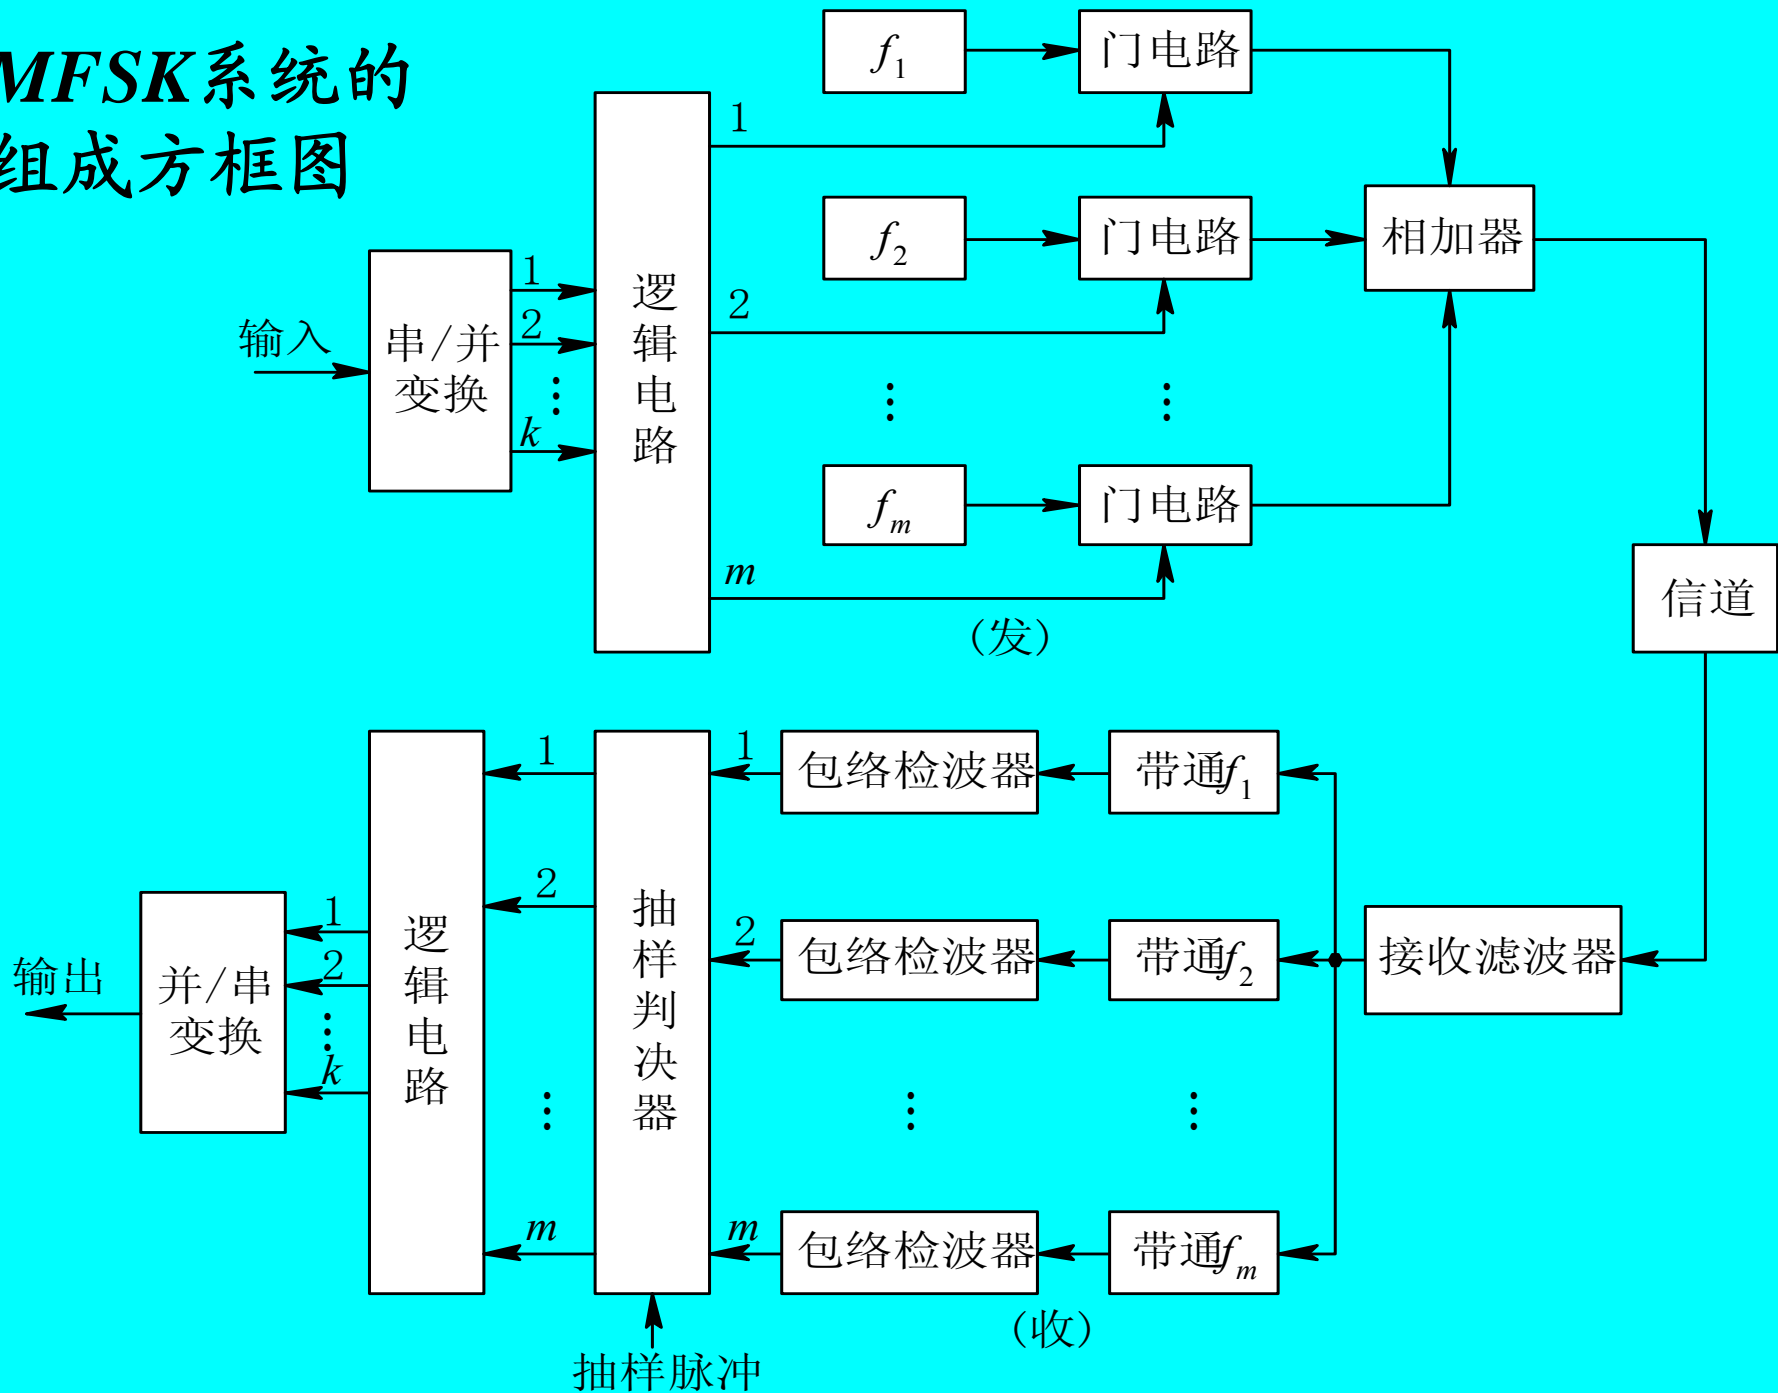 MFSK系统的
组成方框图
f1
门电路
1
f2
门电路
相加器
输入
串/并
变换
1
2
⋮
k
逻辑电路
2
⋮
⋮
fm
门电路
m
(发)
信道
1
包络检波器
带通f1
1
2
包络检波器
带通f2
2
接收滤波器
输出
并/串
变换
1
2
⋮
k
逻辑电路
抽样判决器
⋮
⋮
⋮
m
包络检波器
带通fm
m
(收)
抽样脉冲